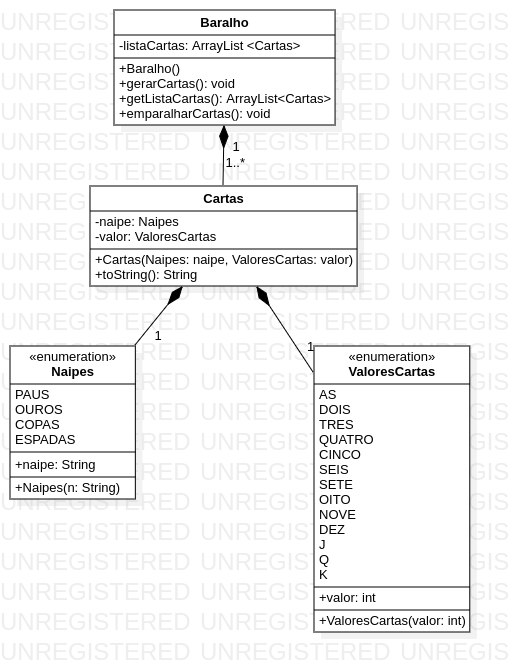 Baralho
-listaCartas: ArrayList <Cartas>
+Baralho()
+gerarCartas(): void
+getListaCartas(): ArrayList<Cartas>
+emparalharCartas(): void
1
1..*
Cartas
-naipe: Naipes
-valor: ValoresCartas
+Cartas(Naipes: naipe, ValoresCartas: valor)
+toString(): String
1
1
«enumeration»
Naipes
PAUS
OUROS
COPAS
ESPADAS
+naipe: String
+Naipes(n: String)
«enumeration»
ValoresCartas
AS
DOIS
TRES
QUATRO
CINCO
SEIS
SETE
OITO
NOVE
DEZ
J
Q
K
+valor: int
+ValoresCartas(valor: int)
UNREGISTERED